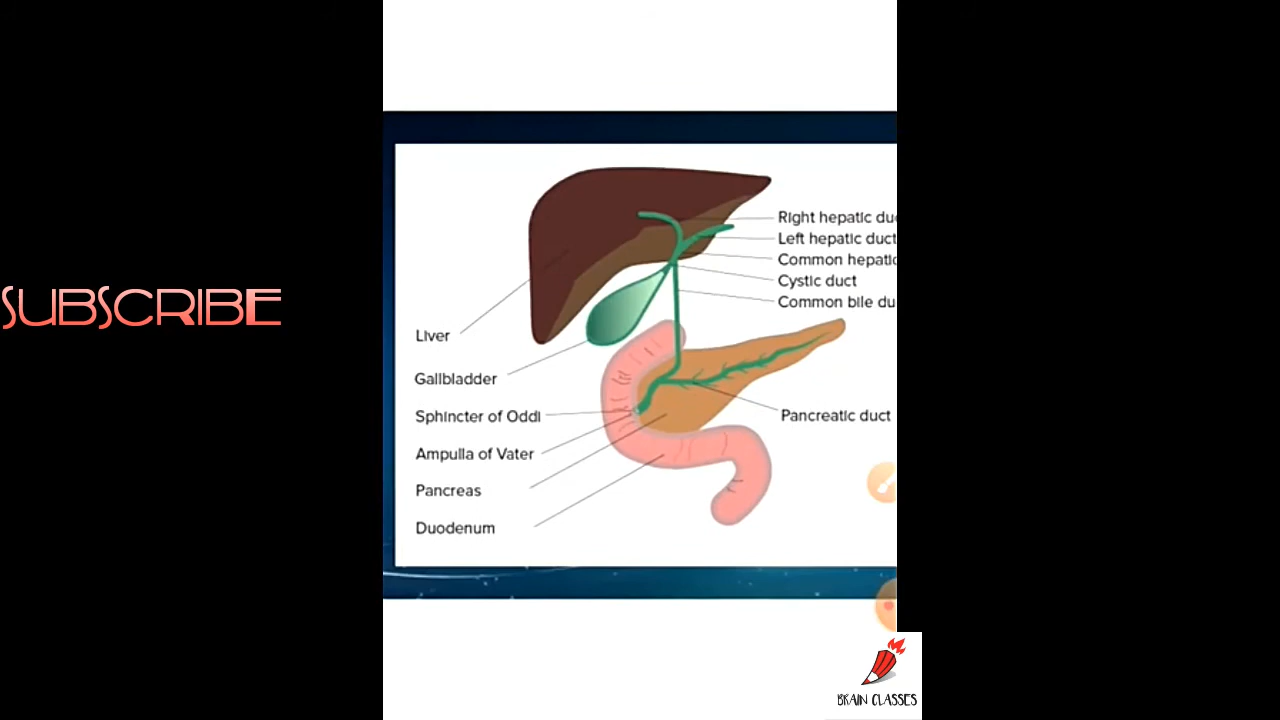 SUBSCRIBE
Right hepatic du
Left hepatic duct
Common hepatic
Cystic duct
Common bile du
Liver
Gallbladder
Sphincter of Oddi
Pancreatic duct
Ampulla of Vater
Pancreas
Duodenum
BRAIN CLASSES